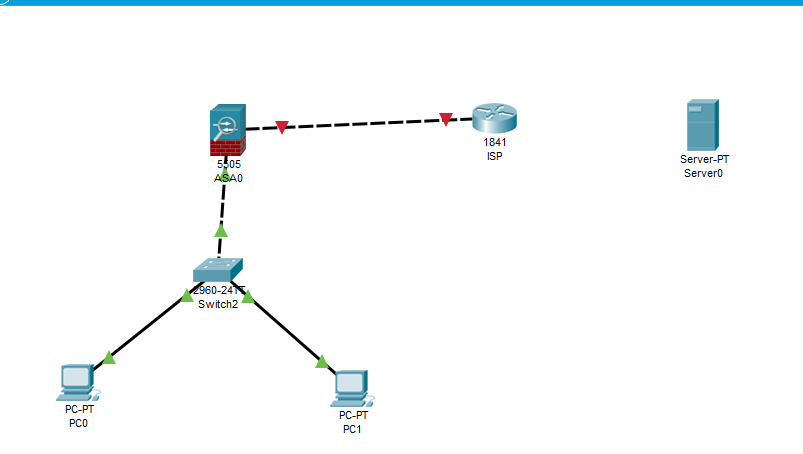 5505
ASA0
1841
ISP
Server-PT
Server0
2960-24TT
Switch2
PC-PT
PC0
PC-PT
PC1